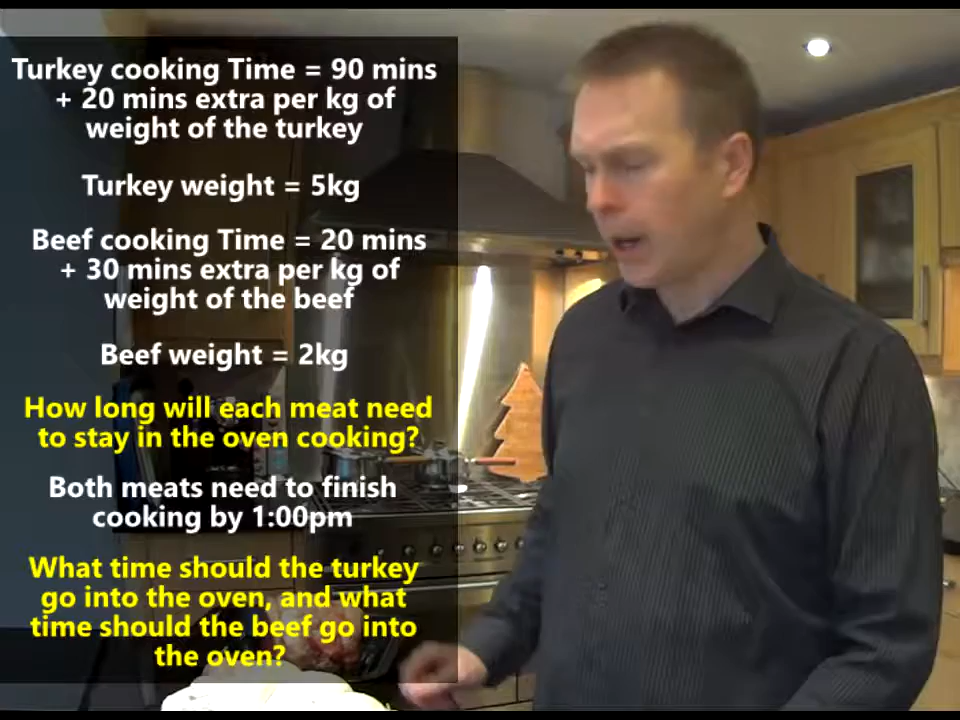 Turkey cooking Time = 90 mins
+ 20 mins extra per kg of
weight of the turkey
Turkey weight = 5kg
Beef cooking Time = 20 mins
+ 30 mins extra per kg of
weight of the beef
Beef weight = 2kg
How long will each meat need
to stay in the oven cooking?
Both meats need to finish
cooking by 1:00pm
What time should the turkey
go into the oven, and what
time should the beef go into
the oven?